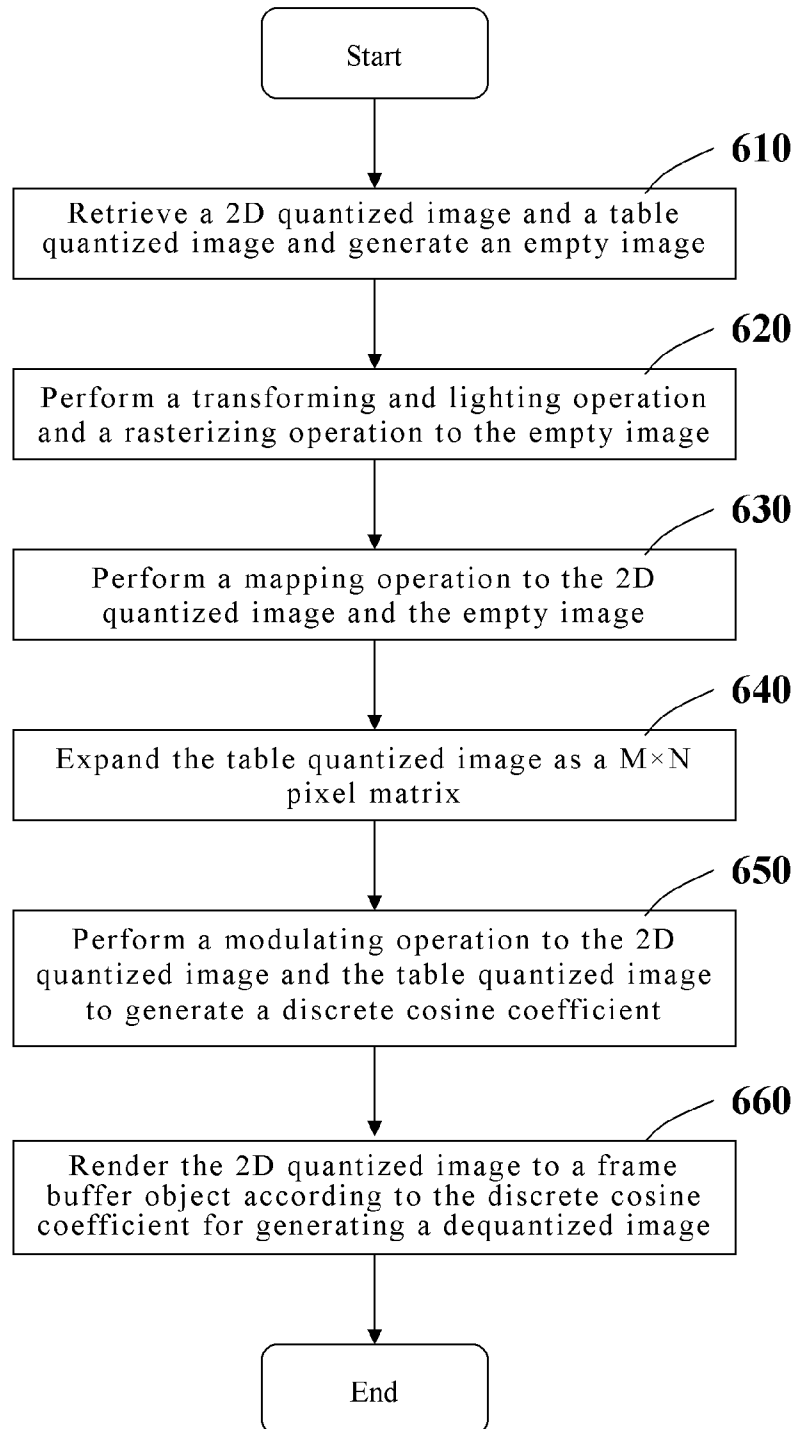 Start
610
Retrieve a 2D quantized image and a table
quantized image and generate an empty image
620
Perform a transforming and lighting operation
and a rasterizing operation to the empty image
630
Perform a mapping operation to the 2D
quantized image and the empty image
640
Expand the table quantized image as a M×N
pixel matrix
650
Perform a modulating operation to the 2D
quantized image and the table quantized image
to generate a discrete cosine coefficient
660
Render the 2D quantized image to a frame
buffer object according to the discrete cosine
coefficient for generating a dequantized image
End